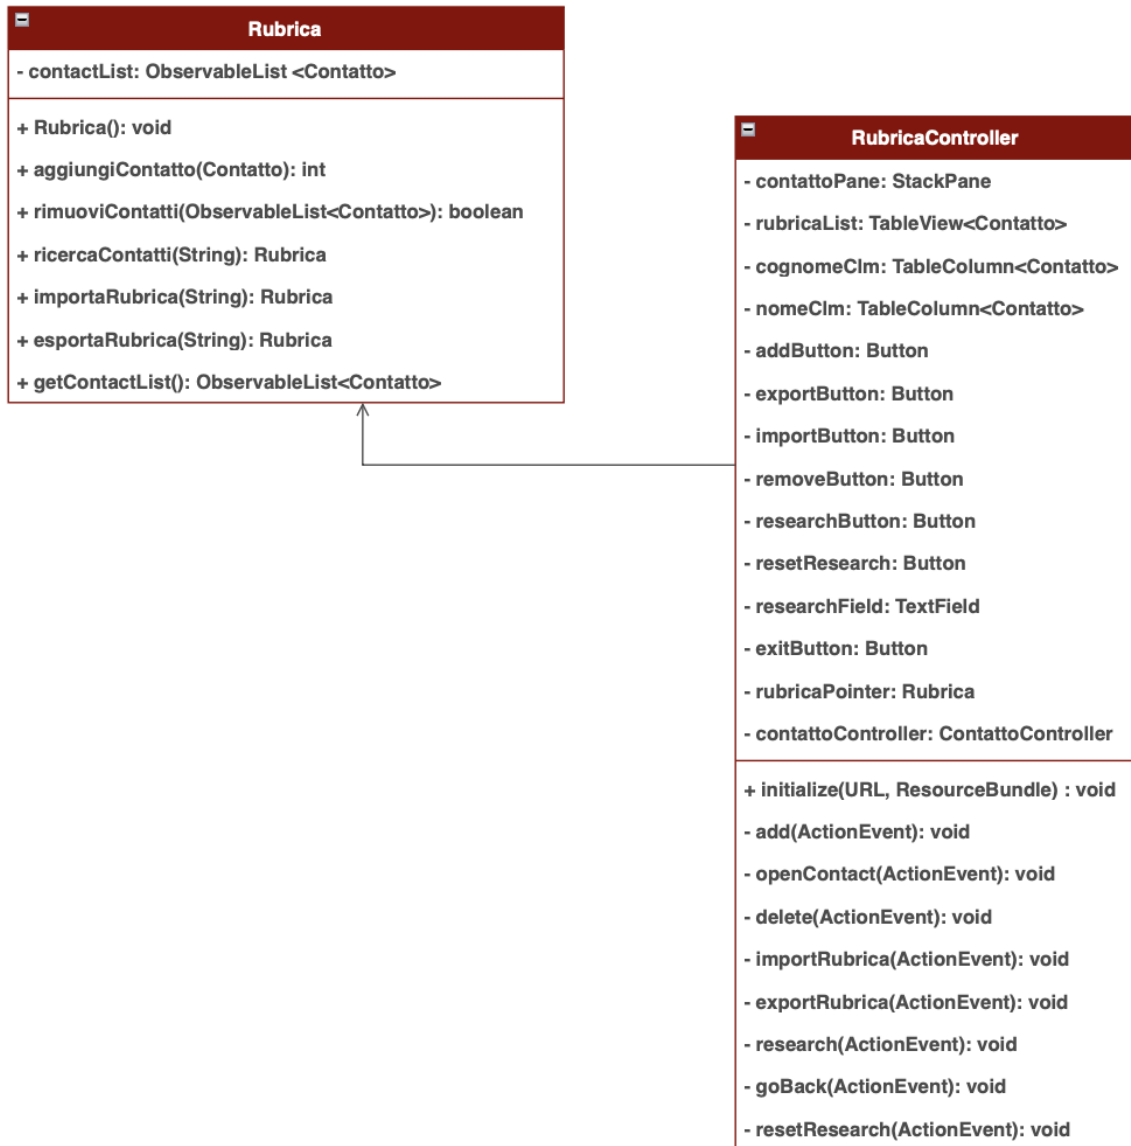 Rubrica
- contactList: ObservableList <Contatto>
+ Rubrica(): void
+ aggiungiContatto(Contatto): int
+ rimuoviContatti(ObservableList<Contatto>): boolean
+ ricercaContatti(String): Rubrica
+ importaRubrica(String): Rubrica
+ esportaRubrica(String): Rubrica
+ getContactList(): ObservableList<Contatto>
RubricaController
- contattoPane: StackPane
- rubricaList: TableView<Contatto>
- cognomeClm: TableColumn<Contatto>
- nomeClm: TableColumn<Contatto>
- addButton: Button
- exportButton: Button
- importButton: Button
- removeButton: Button
- researchButton: Button
- resetResearch: Button
- researchField: TextField
- exitButton: Button
- rubricaPointer: Rubrica
- contattoController: ContattoController
+ initialize(URL, ResourceBundle) : void
- add(ActionEvent): void
- openContact(ActionEvent): void
- delete(ActionEvent): void
- importRubrica(ActionEvent): void
- exportRubrica(ActionEvent): void
- research(ActionEvent): void
- goBack(ActionEvent): void
- resetResearch(ActionEvent): void